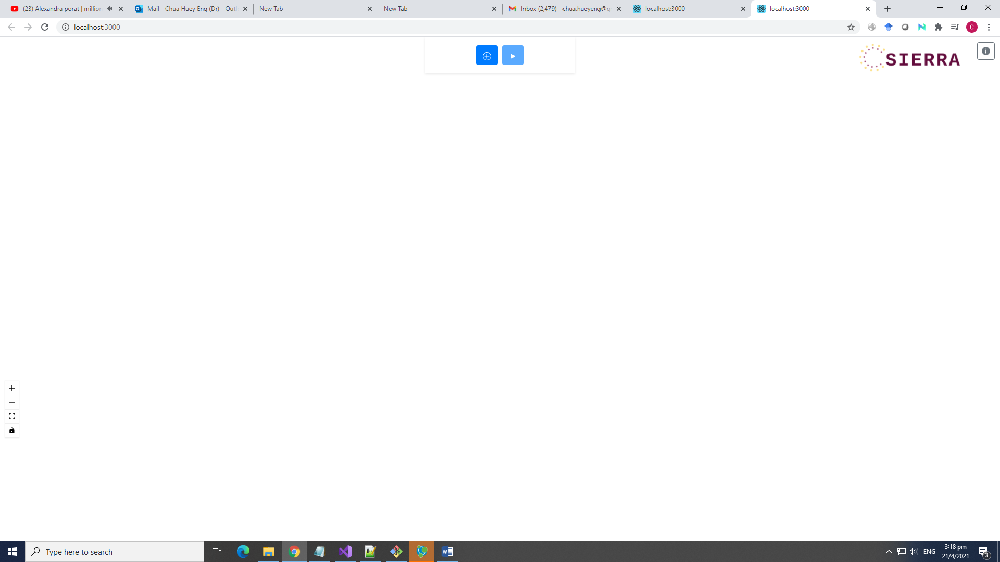 (23) Alexandra porat | million
Mail - Chua Huey Eng (Dr) - Outl
New Tab
New Tab
Inbox (2,479) - chua.hueyeng@g
localhost:3000
localhost:3000
localhost:3000
C
SIERRA
Type here to search
ENG
3:18 pm
21/4/2021
3